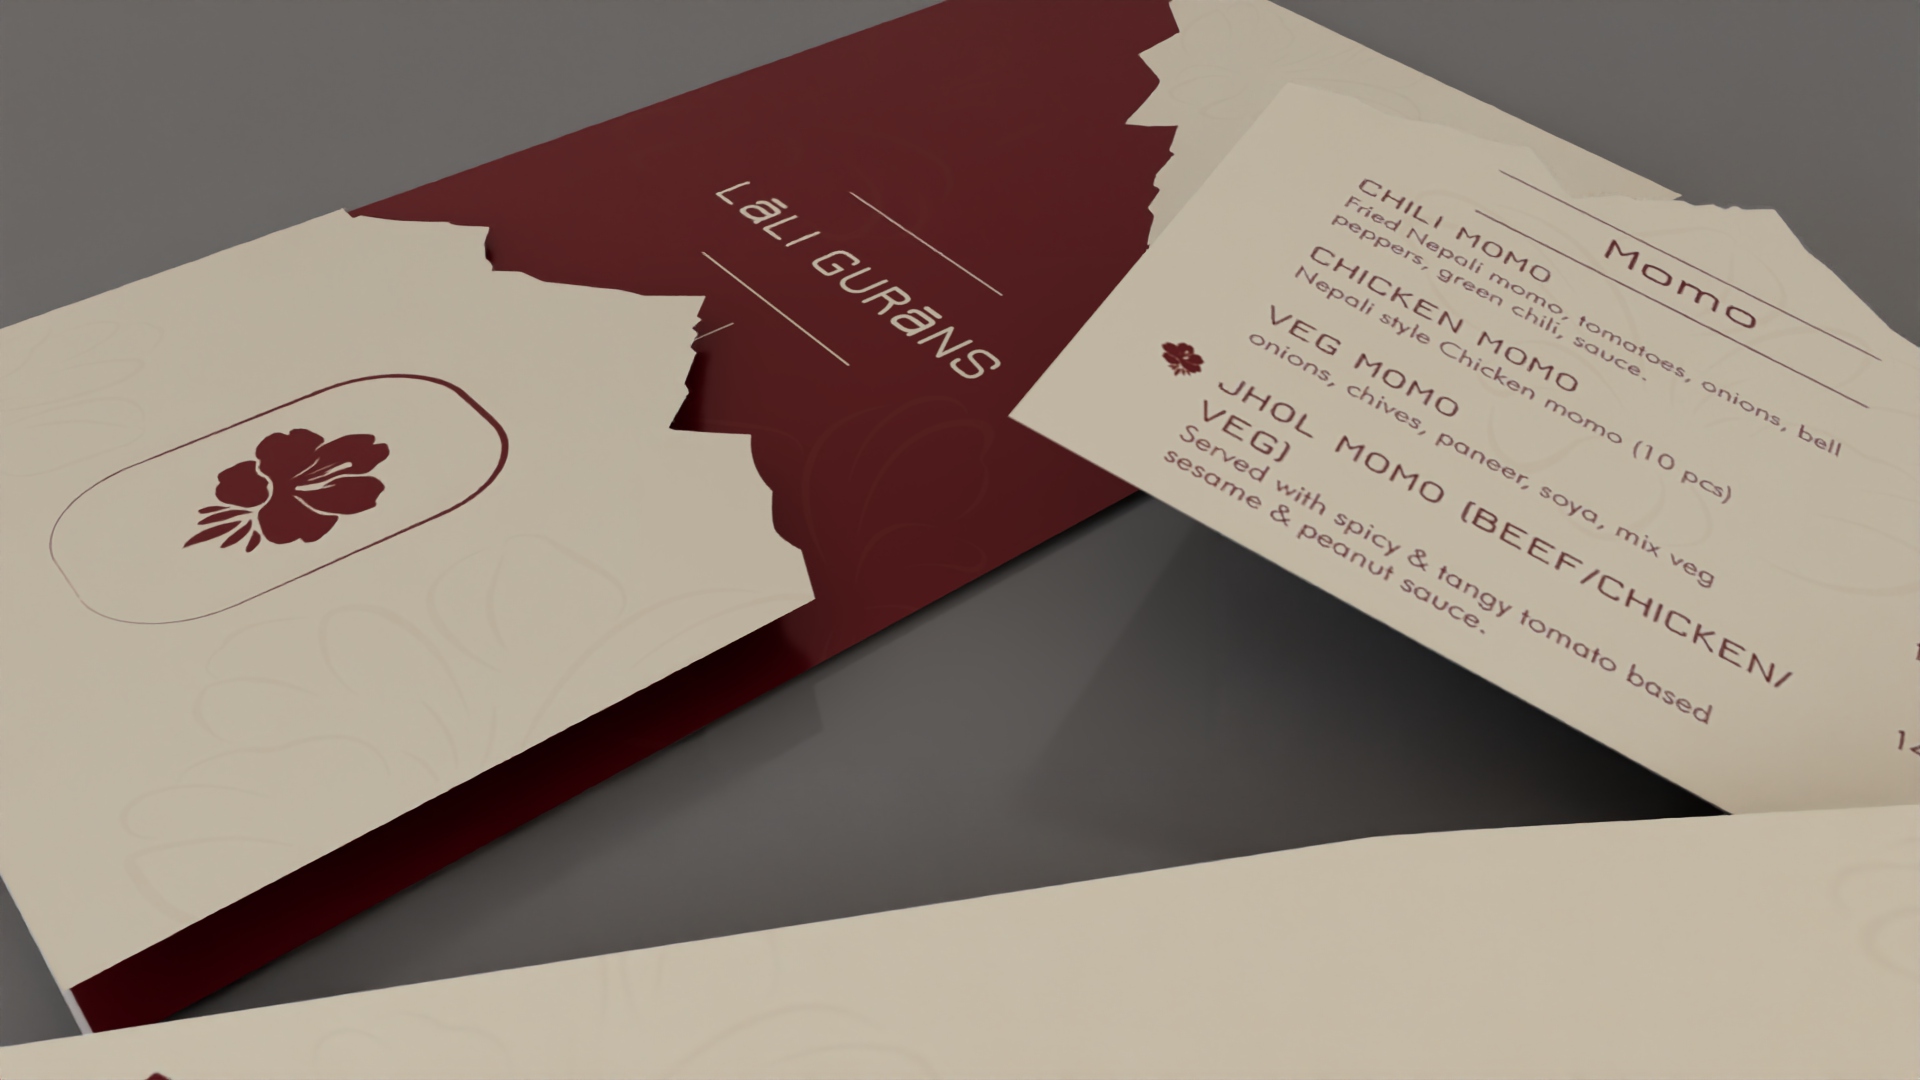 LāLI GURāNS
Momo
CHILI MOMO
Fried Nepali momo, tomatoes, onions, bell
peppers, green chili, sauce.
CHICKEN MOMO
Nepali style Chicken momo (10 pcs)
VEG MOMO
onions, chives, paneer, soya, mix veg
JHOL MOMO (BEEF/CHICKEN/
VEG)
Served with spicy & tangy tomato based
sesame & peanut sauce.